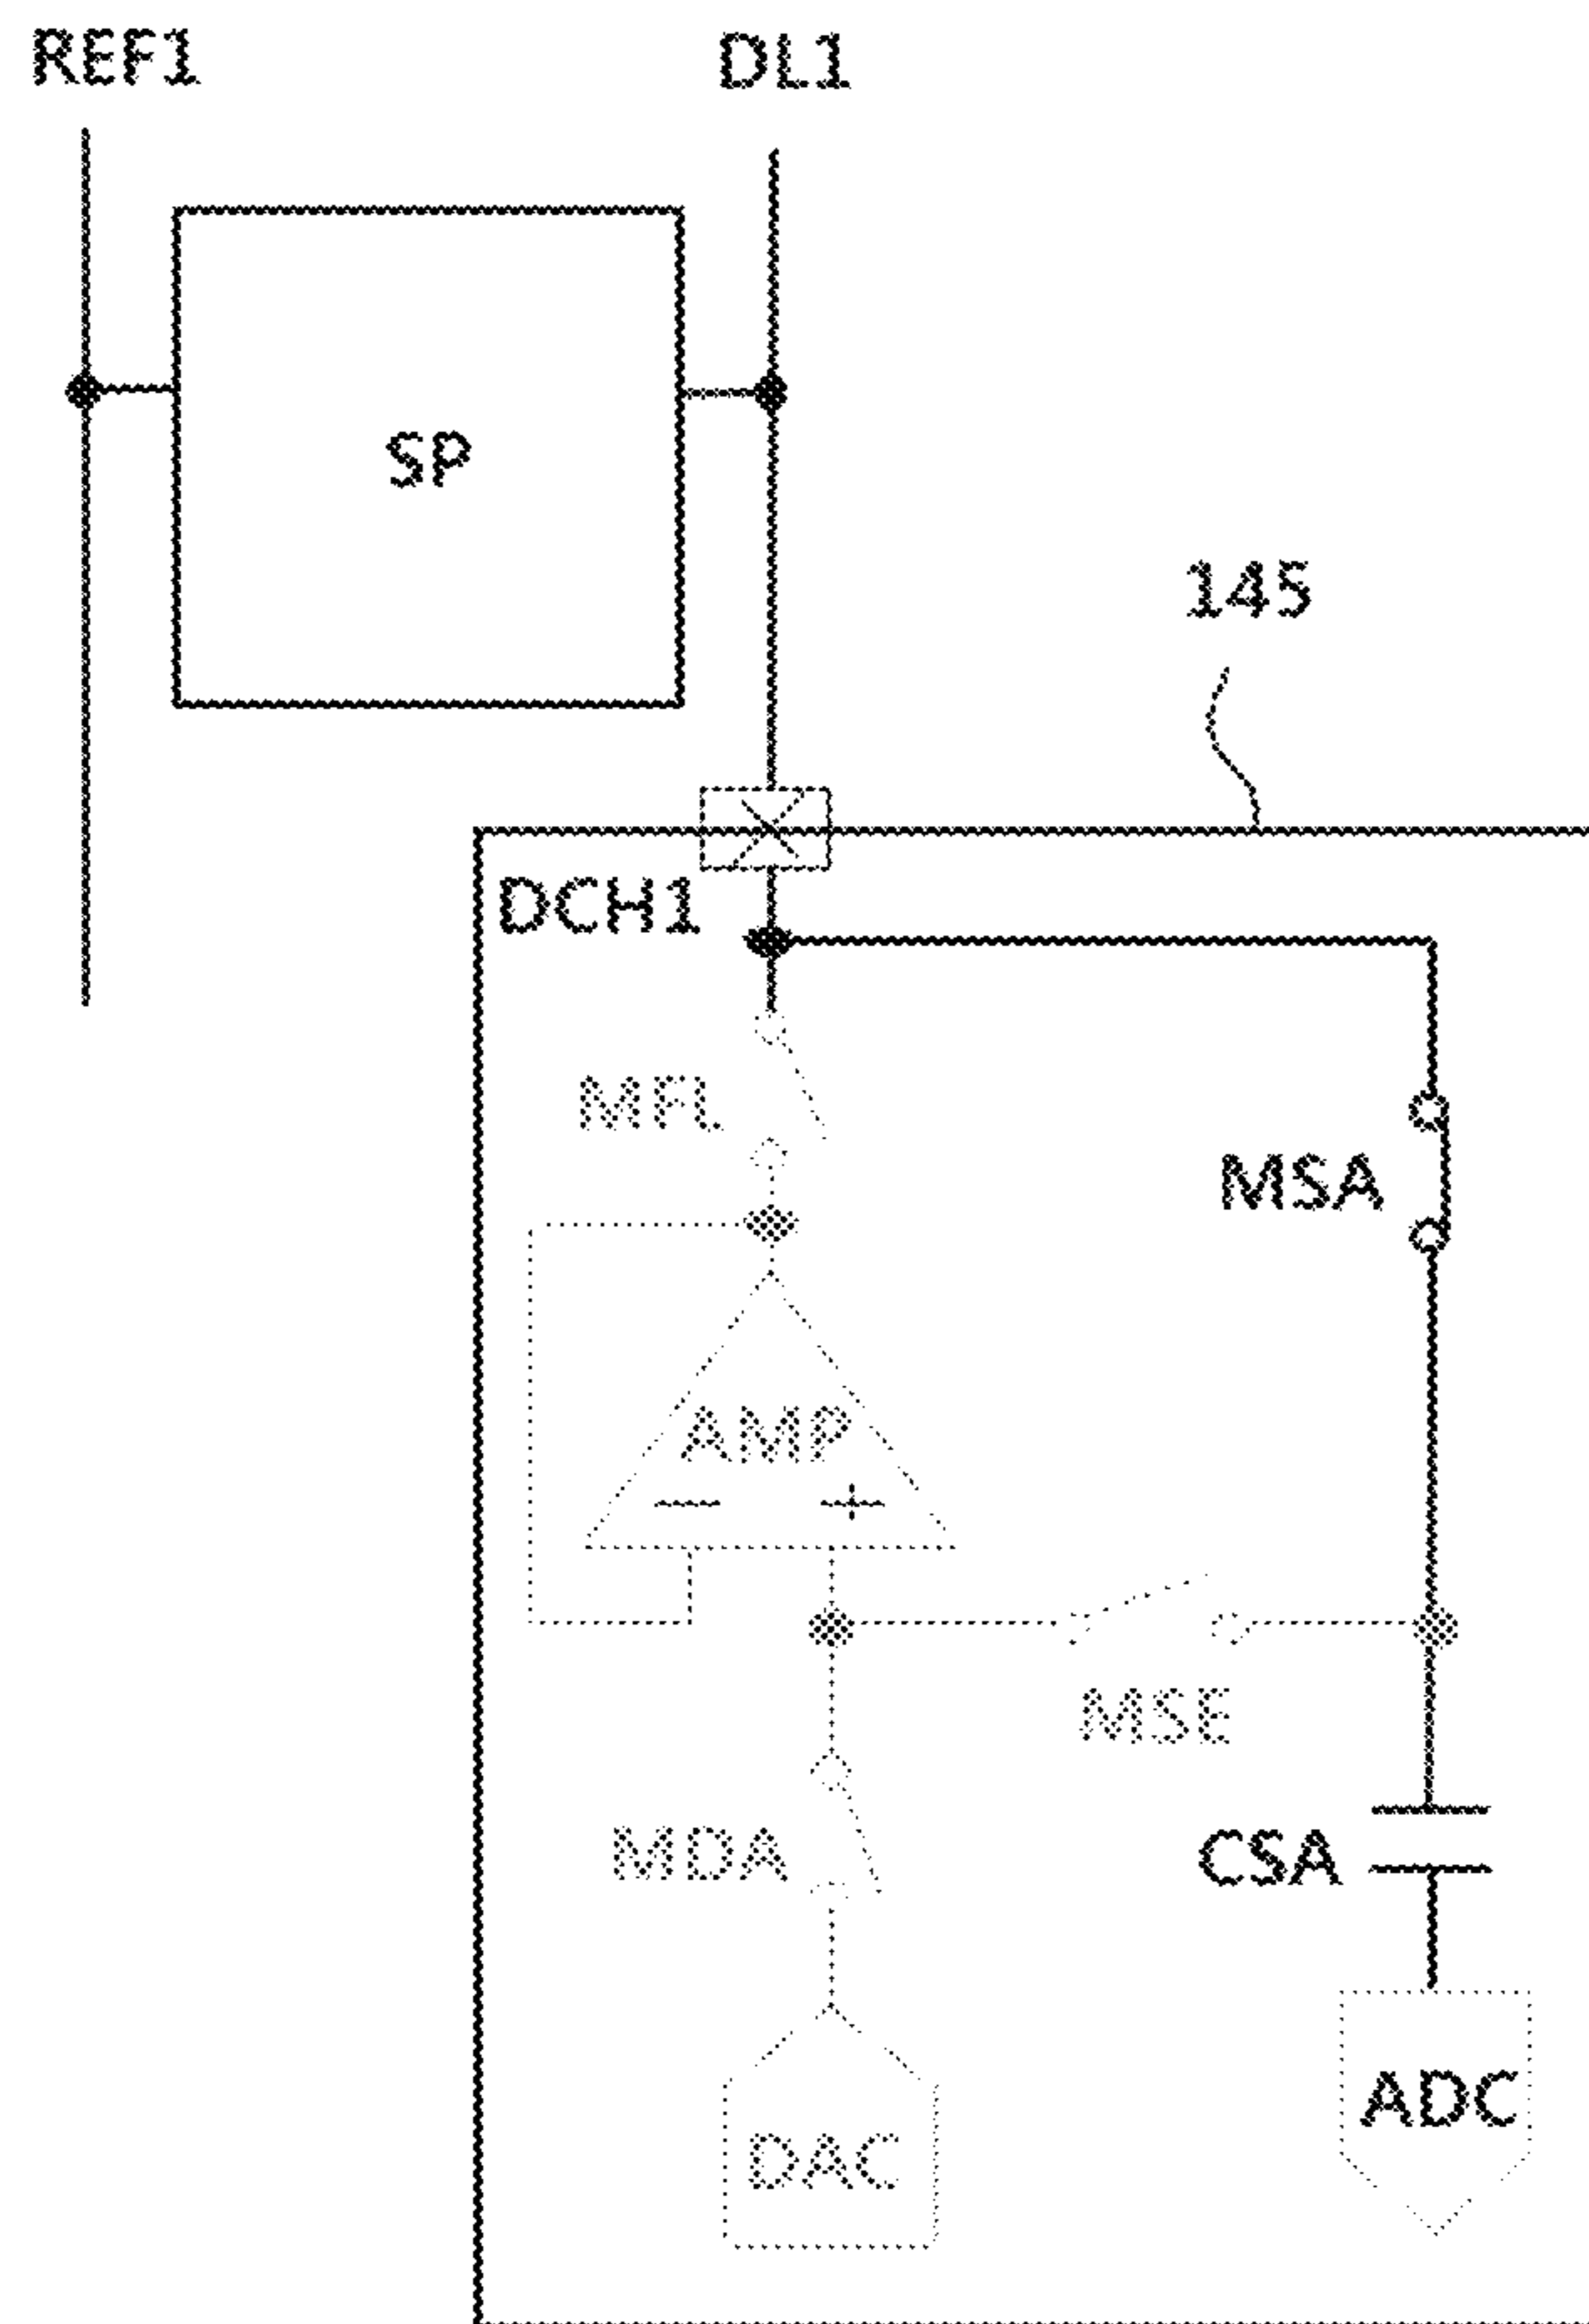 REF1
DL1
SP
145
DCH1
MFL
MSA
AMP
− +
MSE
MDA
CSA
ADC
DAC